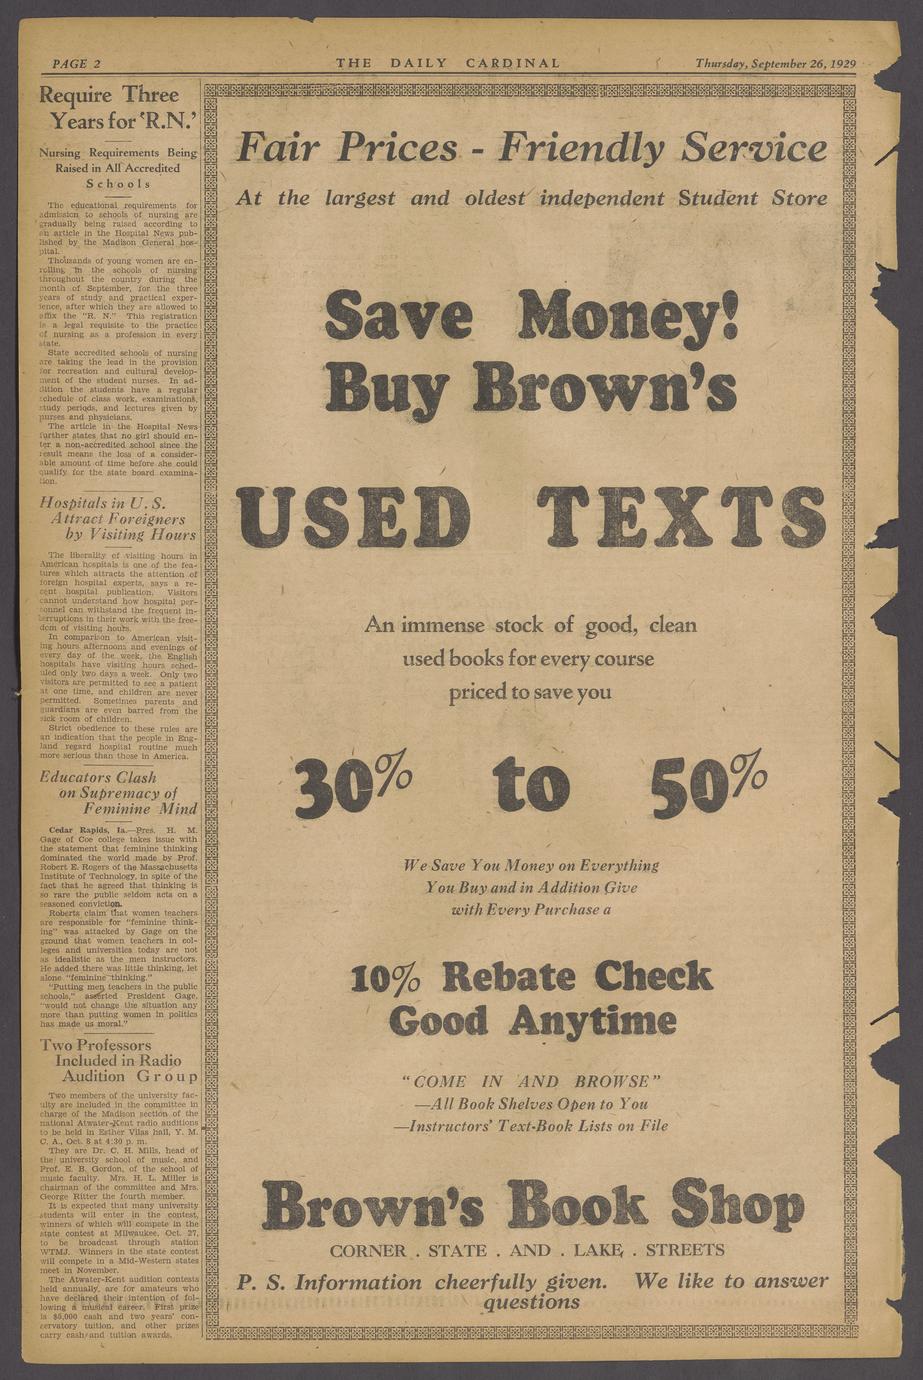 PAGE 2
THE DAILY CARDINAL
Thursday, September 26, 1929
Require Three
Years for 'R.N.'
Nursing Requirements Being
Raised in All Accredited
Schools
The educational requirements for
admission to schools of nursing are
gradually being raised according to
an article in the Hospital News pub-
lished by the Madison General hos-
pital.
Thousands of young women are en-
rolling in the schools of nursing
throughout the country during the
month of September, for the three
years of study and practical exper-
ience, after which they are allowed to
affix the "R. N." This registration
is a legal requisite to the practice
of nursing as a profession in every
state.
State accredited schools of nursing
are taking the lead in the provision
for recreation and cultural develop-
ment of the student nurses. In ad-
dition the students have a regular
schedule of class work, examinations,
study periods, and lectures given by
nurses and physicians.
The article in the Hospital News
further states that no girl should en-
ter a non-accredited school since the
result means the loss of a consider-
able amount of time before she could
qualify for the state board examina-
tion.
Hospitals in U. S.
Attract Foreigners
by Visiting Hours
The liberality of visiting hours in
American hospitals is one of the fea-
tures which attracts the attention of
foreign hospital experts, says a re-
cent hospital publication. Visitors
cannot understand how hospital per-
sonnel can withstand the frequent in-
terruptions in their work with the free-
dom of visiting hours.
In comparison to American visit-
ing hours afternoons and evenings of
every day of the week, the English
hospitals have visiting hours sched-
uled only two days a week. Only two
visitors are permitted to see a patient
at one time, and children are never
permitted. Sometimes parents and
guardians are even barred from the
sick room of children.
Strict obedience to these rules are
an indication that the people in Eng-
land regard hospital routine much
more serious than those in America.
Educators Clash
on Supremacy of
Feminine Mind
Cedar Rapids, Ia.—Pres. H. M.
Gage of Coe college takes issue with
the statement that feminine thinking
dominated the world made by Prof.
Robert E. Rogers of the Massachusetts
Institute of Technology, in spite of the
fact that he agreed that thinking is
so rare the public seldom acts on a
seasoned conviction.
Roberts claim that women teachers
are responsible for "feminine think-
ing" was attacked by Gage on the
ground that women teachers in col-
leges and universities today are not
as idealistic as the men instructors.
He added there was little thinking, let
alone "feminine thinking."
"Putting men teachers in the public
schools," asserted President Gage,
"would not change the situation any
more than putting women in politics
has made us moral."
Two Professors
Included in Radio
Audition Group
Two members of the university fac-
ulty are included in the committee in
charge of the Madison section of the
national Atwater-Kent radio auditions
to be held in Esther Vilas hall, Y. M.
C. A., Oct. 8 at 4:30 p. m.
They are Dr. C. H. Mills, head of
the university school of music, and
Prof. E. B. Gordon, of the school of
music faculty. Mrs. H. L. Miller is
chairman of the committee and Mrs.
George Ritter the fourth member.
It is expected that many university
students will enter in the contest,
winners of which will compete in the
state contest at Milwaukee, Oct. 27,
to be broadcast through station
WTMJ. Winners in the state contest
will compete in a Mid-Western states
meet in November.
The Atwater-Kent audition contests
held annually, are for amateurs who
have declared their intention of fol-
lowing a musical career. First prize
is $5,000 cash and two years' con-
servatory tuition, and other prizes
carry cash and tuition awards.
Fair Prices - Friendly Service
At the largest and oldest independent Student Store
Save Money!
Buy Brown's
USED TEXTS
An immense stock of good, clean
used books for every course
priced to save you
30% to 50%
We Save You Money on Everything
You Buy and in Addition Give
with Every Purchase a
10% Rebate Check
Good Anytime
"COME IN AND BROWSE"
—All Book Shelves Open to You
—Instructors' Text-Book Lists on File
Brown's Book Shop
CORNER . STATE . AND . LAKE . STREETS
P. S. Information cheerfully given. We like to answer
questions